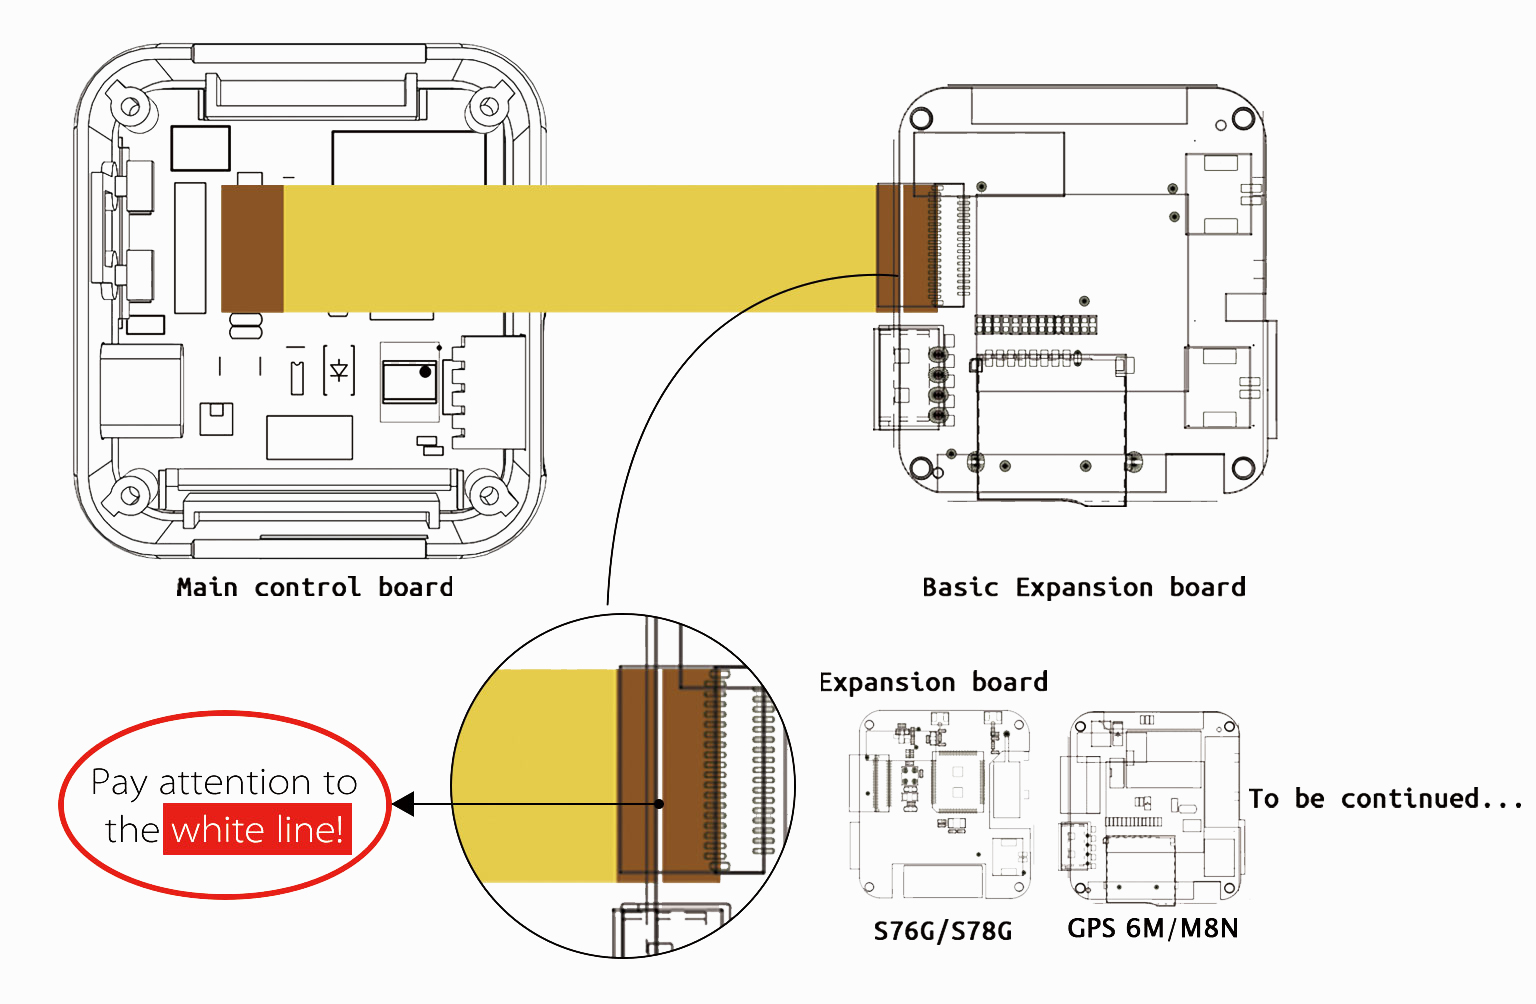 Main control board
Basic Expansion board
Expansion board
Pay attention to
the white line!
To be continued...
S76G/S78G
GPS 6M/M8N